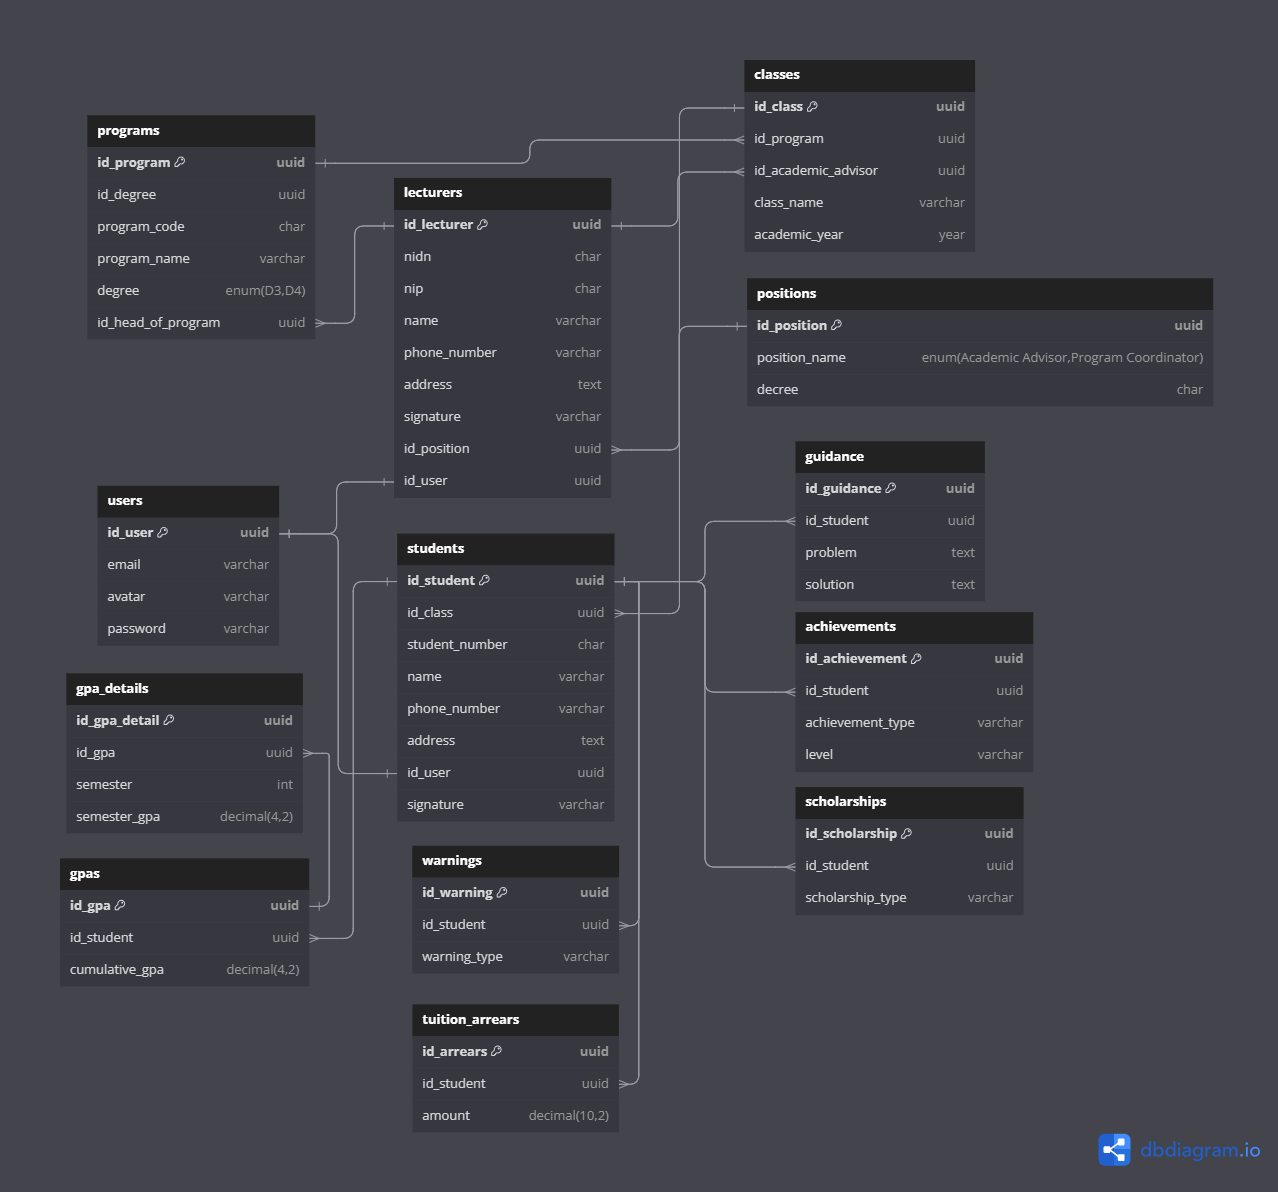 programs
id_program uuid
id_degree uuid
program_code char
program_name varchar
degree enum(D3,D4)
id_head_of_program uuid
lecturers
id_lecturer uuid
nidn char
nip char
name varchar
phone_number varchar
address text
signature varchar
id_position uuid
id_user uuid
classes
id_class uuid
id_program uuid
id_academic_advisor uuid
class_name varchar
academic_year year
positions
id_position uuid
position_name enum(Academic Advisor,Program Coordinator)
decree char
users
id_user uuid
email varchar
avatar varchar
password varchar
students
id_student uuid
id_class uuid
student_number char
name varchar
phone_number varchar
address text
id_user uuid
signature varchar
guidance
id_guidance uuid
id_student uuid
problem text
solution text
achievements
id_achievement uuid
id_student uuid
achievement_type varchar
level varchar
gpa_details
id_gpa_detail uuid
id_gpa uuid
semester int
semester_gpa decimal(4,2)
scholarships
id_scholarship uuid
id_student uuid
scholarship_type varchar
gpas
id_gpa uuid
id_student uuid
cumulative_gpa decimal(4,2)
warnings
id_warning uuid
id_student uuid
warning_type varchar
tuition_arrears
id_arrears uuid
id_student uuid
amount decimal(10,2)
dbdiagram.io